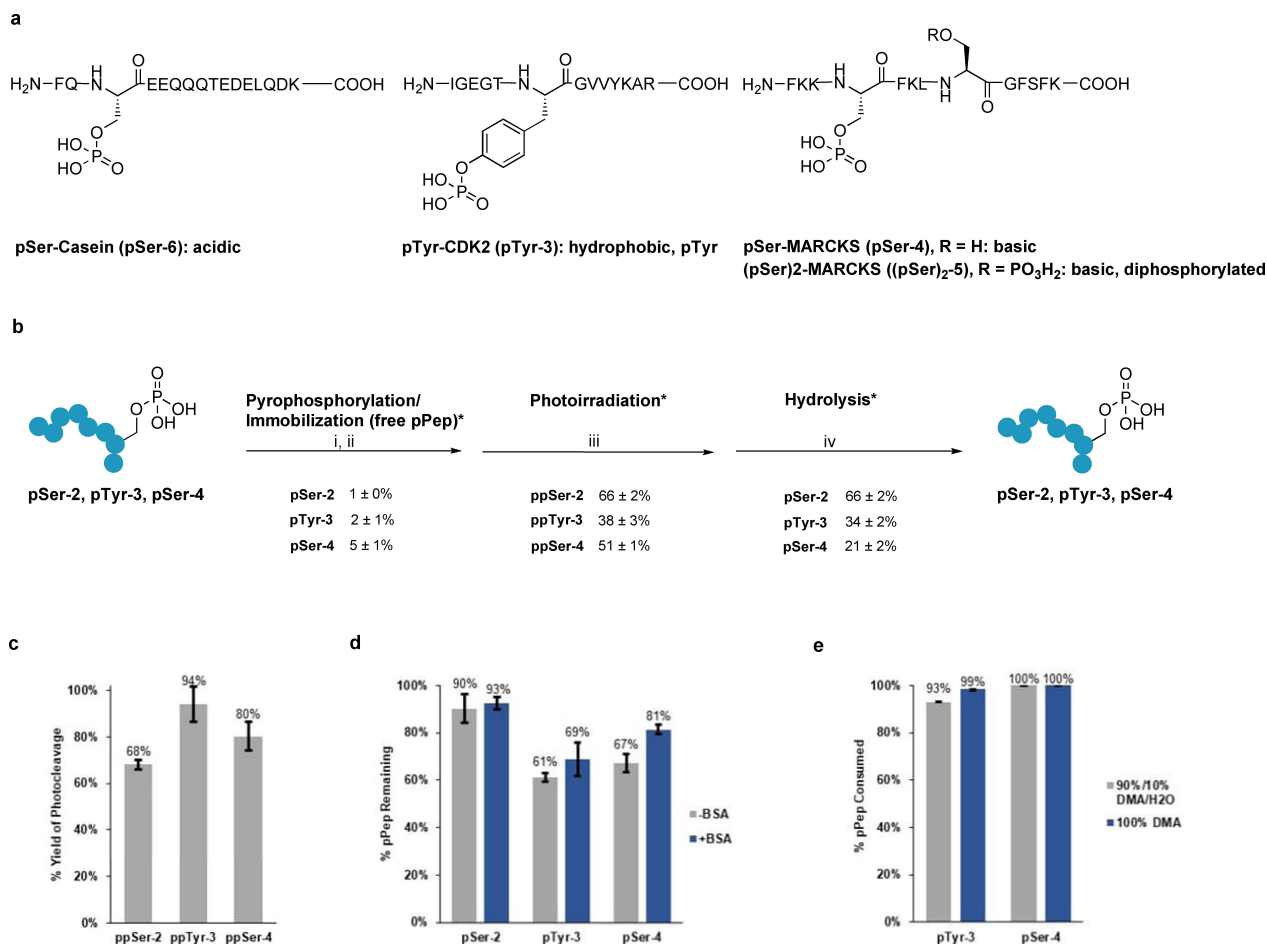 a
H2N FQ N H O EEQQQTEDELQDK COOH
O
HO P O
HO
H2N IGEGT N H O GVVYKAR COOH
O
HO P O
HO
RO
H2N FKK H N O FKL N H O GFSFK COOH
O
HO P O
HO
pSer-Casein (pSer-6): acidic
pTyr-CDK2 (pTyr-3): hydrophobic, pTyr
pSer-MARCKS (pSer-4), R = H: basic
(pSer)2-MARCKS ((pSer)2-5), R = PO3H2: basic, diphosphorylated
b
O
O P OH
OH
pSer-2, pTyr-3, pSer-4
Pyrophosphorylation/
Immobilization (free pPep)*
i, ii
pSer-2 1 ± 0%
pTyr-3 2 ± 1%
pSer-4 5 ± 1%
Photoirradiation*
iii
ppSer-2 66 ± 2%
ppTyr-3 38 ± 3%
ppSer-4 51 ± 1%
Hydrolysis*
iv
pSer-2 66 ± 2%
pTyr-3 34 ± 2%
pSer-4 21 ± 2%
O
O P OH
OH
pSer-2, pTyr-3, pSer-4
c
% Yield of Photocleavage
100%
80%
60%
40%
20%
0%
68%
94%
80%
ppSer-2 ppTyr-3 ppSer-4
d
% pPep Remaining
100%
80%
60%
40%
20%
0%
90% 93%
61% 69%
67% 81%
pSer-2 pTyr-3 pSer-4
-BSA
+BSA
e
% pPep Consumed
100%
80%
60%
40%
20%
0%
93% 99%
100% 100%
pTyr-3 pSer-4
90%/10%
DMA/H2O
100% DMA